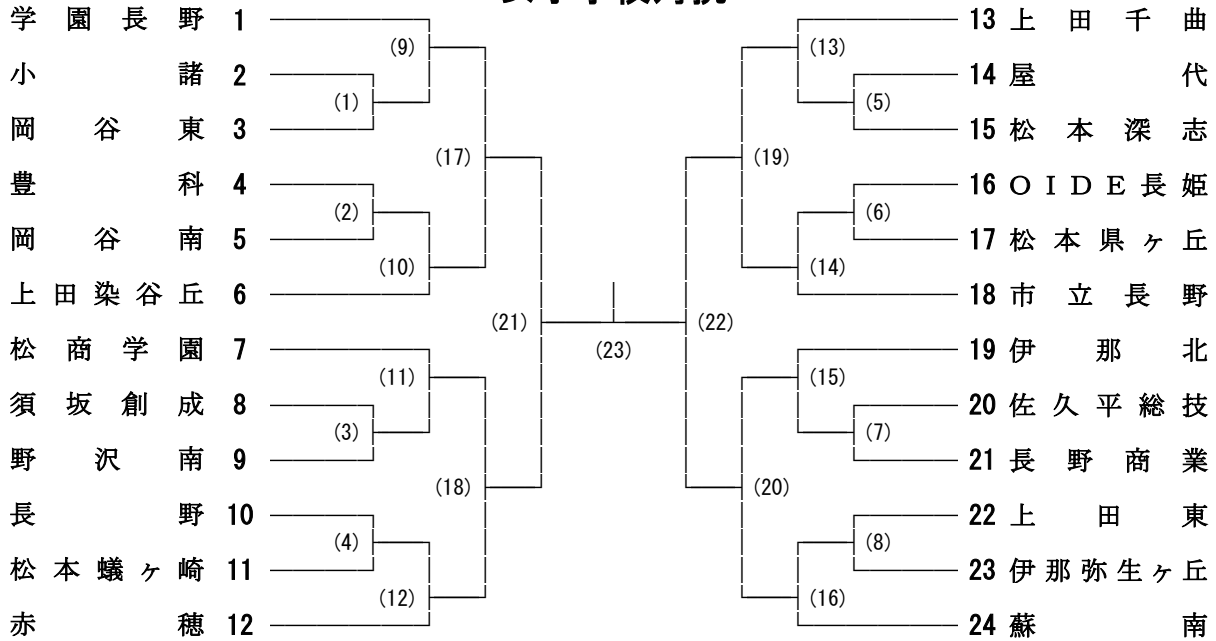 学園長野 1
(9)
小諸 2
(1)
岡谷東 3
(17)
豊科 4
(2)
岡谷南 5
(10)
上田染谷丘 6
(21)
松商学園 7
(11)
須坂創成 8
(3)
野沢南 9
(18)
長野 10
(4)
松本蟻ヶ崎 11
(12)
赤穂 12
(23)
13 上田千曲
(13)
14 屋代
(5)
15 松本深志
(19)
16 ＯＩＤＥ長姫
(6)
17 松本県ヶ丘
(14)
18 市立長野
(22)
19 伊那北
(15)
20 佐久平総技
(7)
21 長野商業
(20)
22 上田東
(8)
23 伊那弥生ヶ丘
(16)
24 蘇南